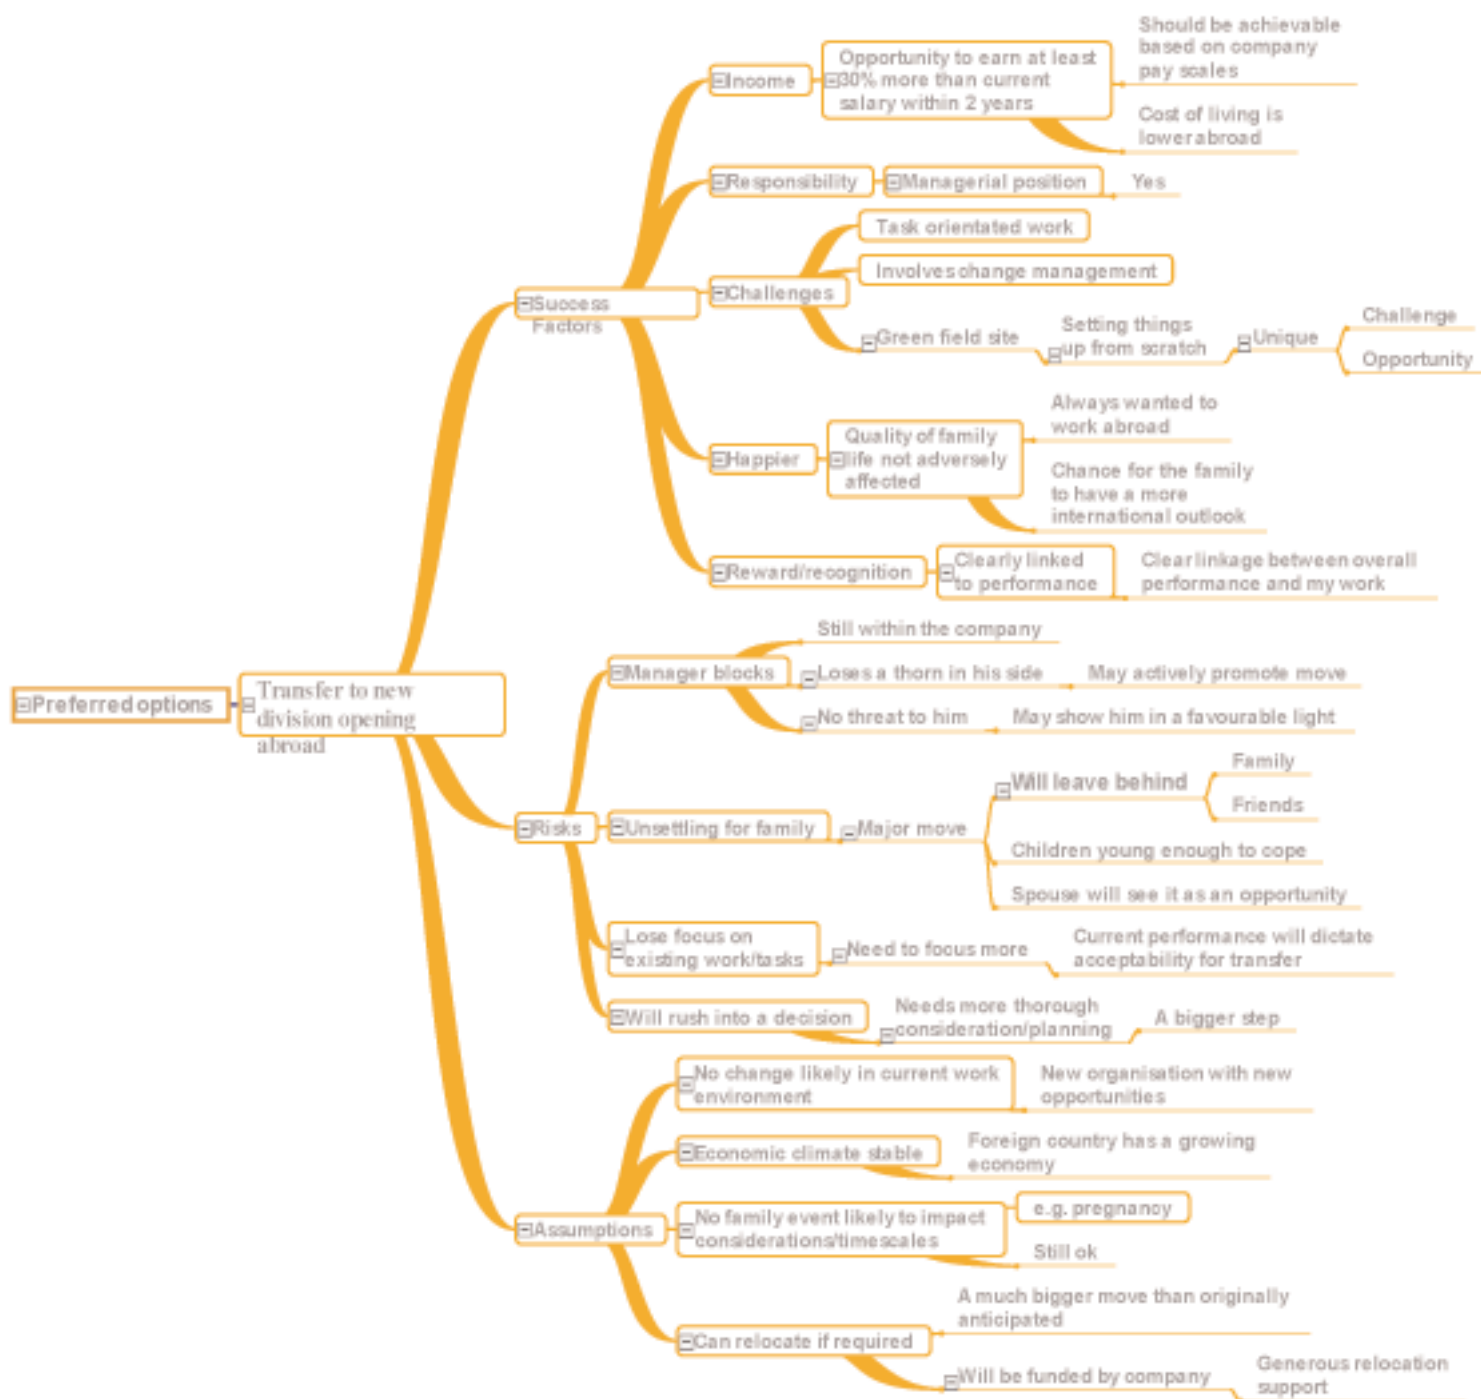 Should be achievable
based on company
pay scales
Income
Opportunity to earn at least
30% more than current
salary within 2 years
Cost of living is
lower abroad
Responsibility
Managerial position
Yes
Task orientated work
Involves change management
Success
Factors
Challenges
Green field site
Setting things
up from scratch
Unique
Challenge
Opportunity
Always wanted to
work abroad
Happier
Quality of family
life not adversely
affected
Chance for the family
to have a more
international outlook
Reward/recognition
Clearly linked
to performance
Clear linkage between overall
performance and my work
Preferred options
Transfer to new
division opening
abroad
Still within the company
Manager blocks
Loses a thorn in his side
May actively promote move
No threat to him
May show him in a favourable light
Risks
Unsettling for family
Major move
Will leave behind
Family
Friends
Children young enough to cope
Spouse will see it as an opportunity
Lose focus on
existing work/tasks
Need to focus more
Current performance will dictate
acceptability for transfer
Will rush into a decision
Needs more thorough
consideration/planning
A bigger step
No change likely in current work
environment
New organisation with new
opportunities
Economic climate stable
Foreign country has a growing
economy
Assumptions
No family event likely to impact
considerations/timescales
e.g. pregnancy
Still ok
Can relocate if required
A much bigger move than originally
anticipated
Will be funded by company
Generous relocation
support